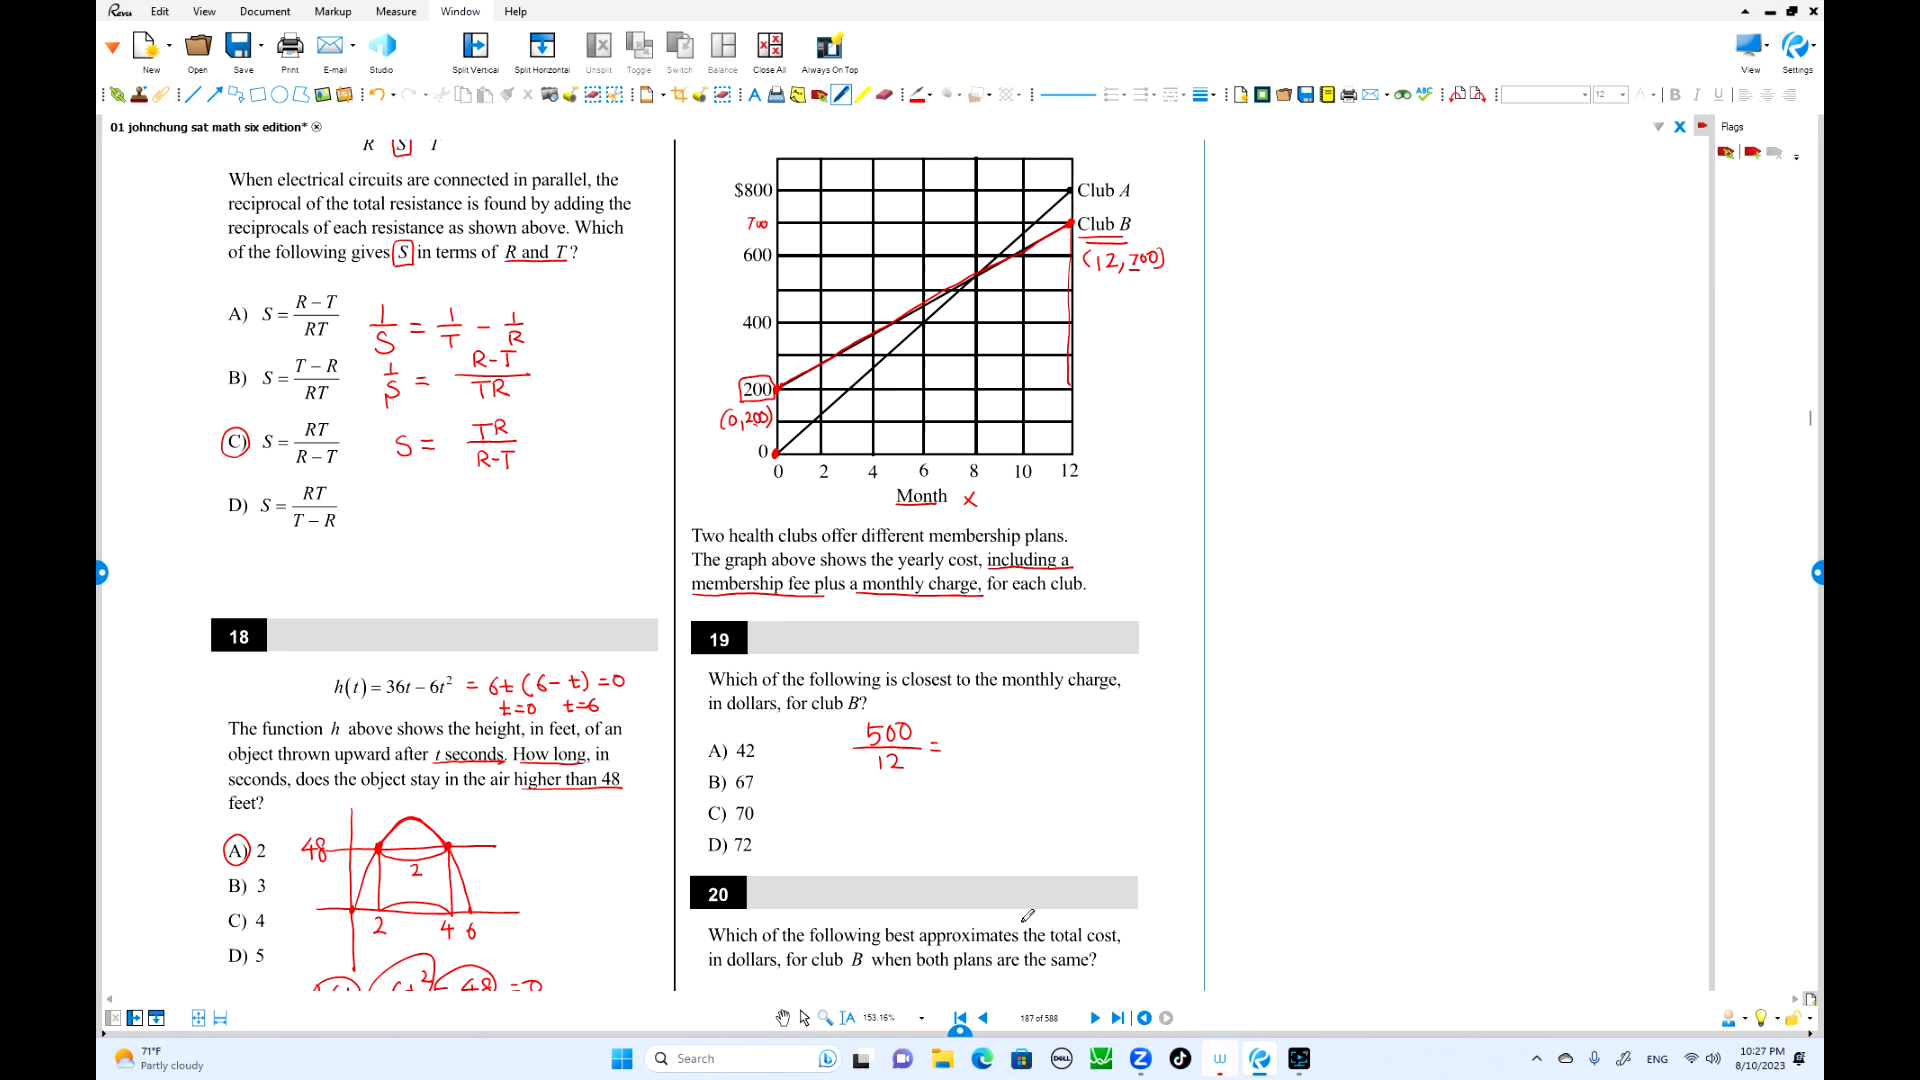 Revu Edit View Document Markup Measure Window Help
New Open Save Print E-mail Studio Split Vertical Split Horizontal Unsplit Toggle Switch Balance Close All Always On Top View Settings
12
01 johnchung sat math six edition*
Flags
R S T
When electrical circuits are connected in parallel, the
reciprocal of the total resistance is found by adding the
reciprocals of each resistance as shown above. Which
of the following gives S in terms of R and T?
A) S = (R – T)/(RT)
B) S = (T – R)/(RT)
C) S = (RT)/(R – T)
D) S = (RT)/(T – R)
1/S = 1/T - 1/R
1/S = (R-T)/(TR)
S = (TR)/(R-T)
18
h(t) = 36t – 6t² = 6t(6-t)=0
t=0 t=6
The function h above shows the height, in feet, of an
object thrown upward after t seconds. How long, in
seconds, does the object stay in the air higher than 48
feet?
A) 2
B) 3
C) 4
D) 5
48
2
2 4 6
$800
700
600
400
200
(0,200)
0
Club A
Club B
(12,700)
0 2 4 6 8 10 12
Month x
Two health clubs offer different membership plans.
The graph above shows the yearly cost, including a
membership fee plus a monthly charge, for each club.
19
Which of the following is closest to the monthly charge,
in dollars, for club B?
500/12 =
A) 42
B) 67
C) 70
D) 72
20
Which of the following best approximates the total cost,
in dollars, for club B when both plans are the same?
153.16% 187 of 588
71°F
Partly cloudy
Search
ENG
10:27 PM
8/10/2023